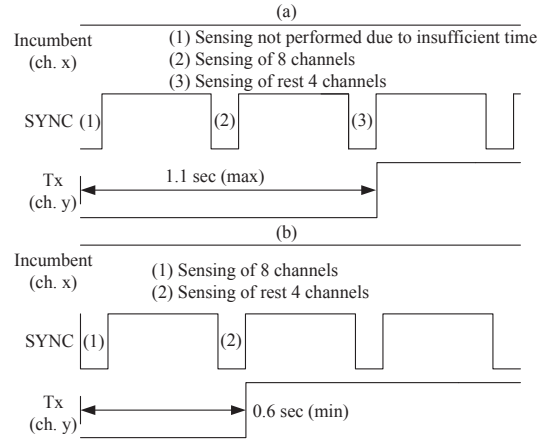 (a)
Incumbent
(ch. x)
(1) Sensing not performed due to insufficient time
(2) Sensing of 8 channels
(3) Sensing of rest 4 channels
SYNC (1) (2) (3)
Tx
(ch. y)
1.1 sec (max)
(b)
Incumbent
(ch. x)
(1) Sensing of 8 channels
(2) Sensing of rest 4 channels
SYNC (1) (2)
Tx
(ch. y)
0.6 sec (min)